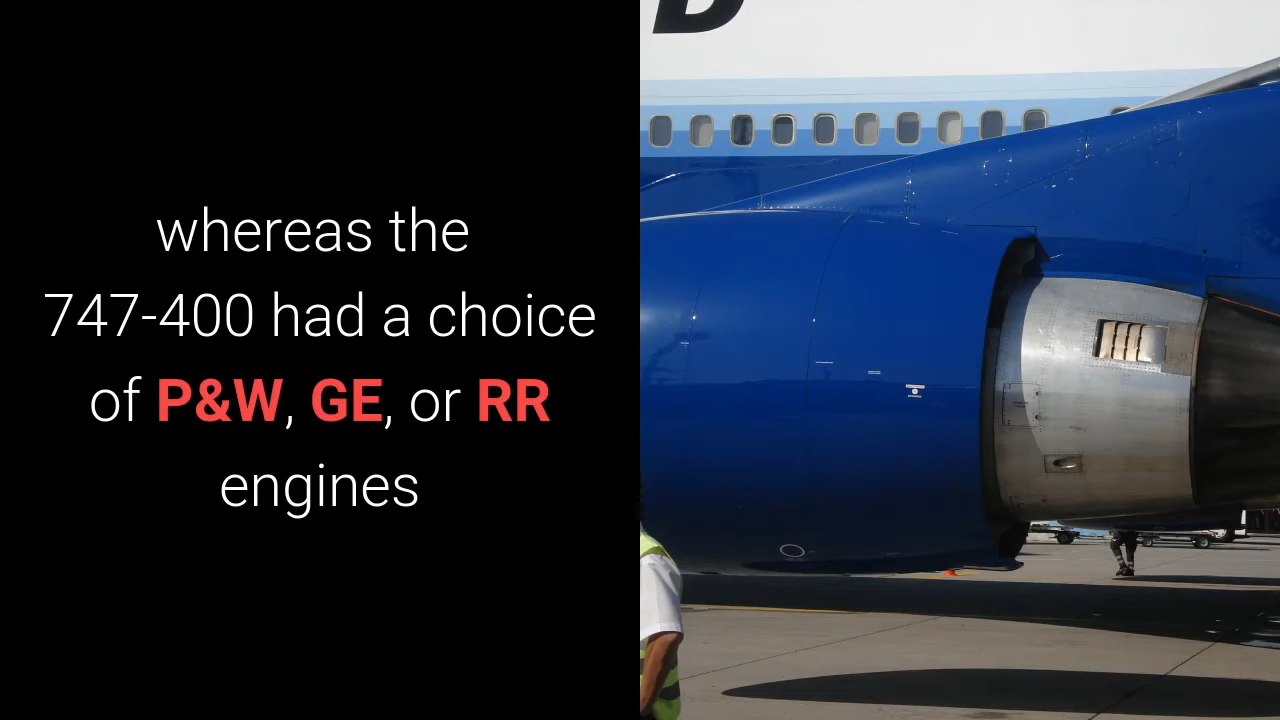 D
whereas the
747-400 had a choice
of P&W, GE, or RR
engines